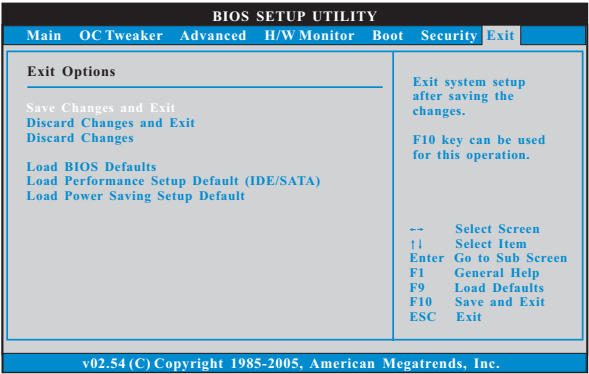 BIOS SETUP UTILITY
Main OC Tweaker Advanced H/W Monitor Boot Security Exit
Exit Options
Save Changes and Exit
Discard Changes and Exit
Discard Changes
Load BIOS Defaults
Load Performance Setup Default (IDE/SATA)
Load Power Saving Setup Default
Exit system setup
after saving the
changes.
F10 key can be used
for this operation.
←→ Select Screen
↑↓ Select Item
Enter Go to Sub Screen
F1 General Help
F9 Load Defaults
F10 Save and Exit
ESC Exit
v02.54 (C) Copyright 1985-2005, American Megatrends, Inc.